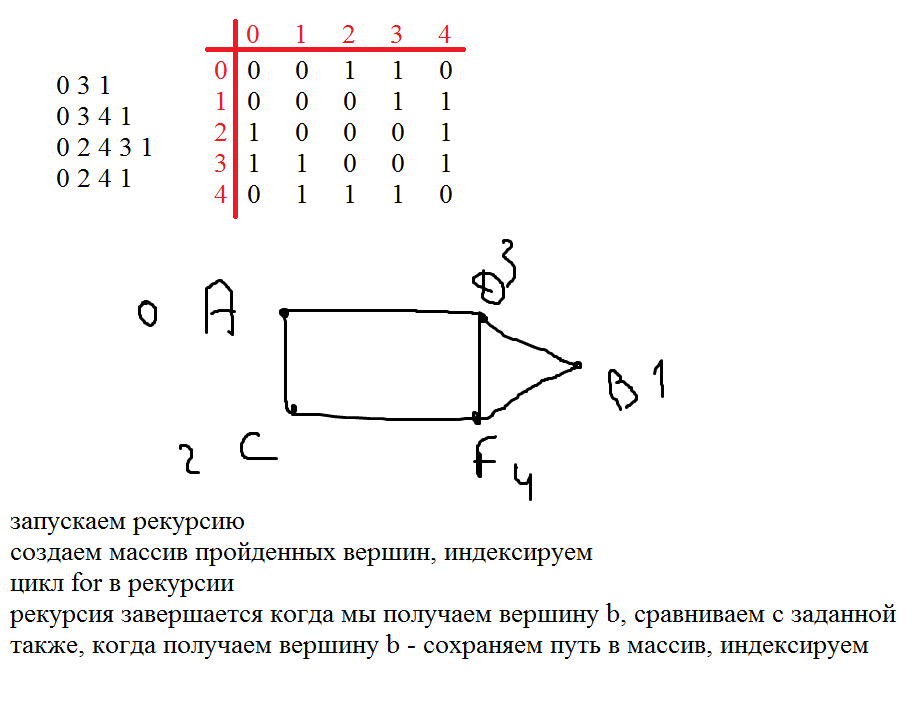 0 1 2 3 4
0 0 0 1 1 0
1 0 0 0 1 1
2 1 0 0 0 1
3 1 1 0 0 1
4 0 1 1 1 0
0 3 1
0 3 4 1
0 2 4 3 1
0 2 4 1
0 A
D 3
B 1
2 C
F 4
запускаем рекурсию
создаем массив пройденных вершин, индексируем
цикл for в рекурсии
рекурсия завершается когда мы получаем вершину b, сравниваем с заданной
также, когда получаем вершину b - сохраняем путь в массив, индексируем